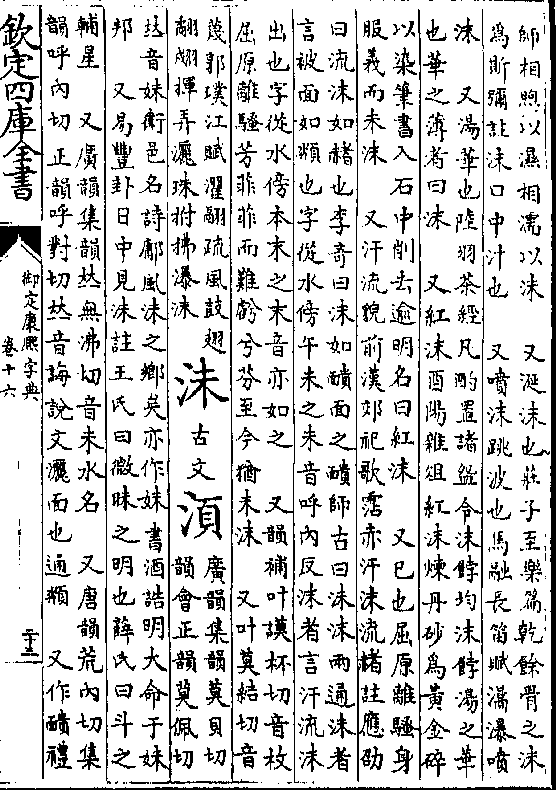 師相煦以濕相濡以沫　又涎沫也莊子至樂篇乾餘骨之沫
為斯彌註沫口中汁也　又噴沫跳波也馬融長笛賦㵧瀑噴
沫　又湯華也陸羽茶經凡酌置諸盌令沫餑均沫餑湯之華
也華之薄者曰沫　又紅沫酉陽雜俎紅沫煉丹砂為黃金碎
以染筆書入石中削去逾明名曰紅沫　又已也屈原離騷身
服義而未沫　又汗流貌前漢郊祀歌霑赤汗沫流赭註應劭
曰流沫如赭也李奇曰沫如靧面之靧師古曰沬沫兩通沫者
言被面如頮也字從水傍午未之未音呼內反沫者言汗流沫
出也字從水傍本末之末音亦如之　又韻補叶謨杯切音枚
屈原離騷芳菲菲而難虧兮芬至今猶未沫　又叶莫結切音
蔑郭璞江賦濯翮疏風鼓翅
翻翽揮弄灑珠拊拂瀑沫
沬 古文 湏
廣韻集韻莫貝切
韻會正韻莫佩切
𠀤音妹衛邑名詩鄘風沬之鄉矣亦作妹書酒誥明大命于妹
邦　又易豐卦日中見沬註王氏曰微昧之明也薛氏曰斗之
輔星　又廣韻集韻𠀤無沸切音未水名　又唐韻荒內切集
韻呼內切正韻呼對切𠀤音誨說文灑面也通頮　又作靧禮
欽定四庫全書
御定康熙字典
卷十六
二十三